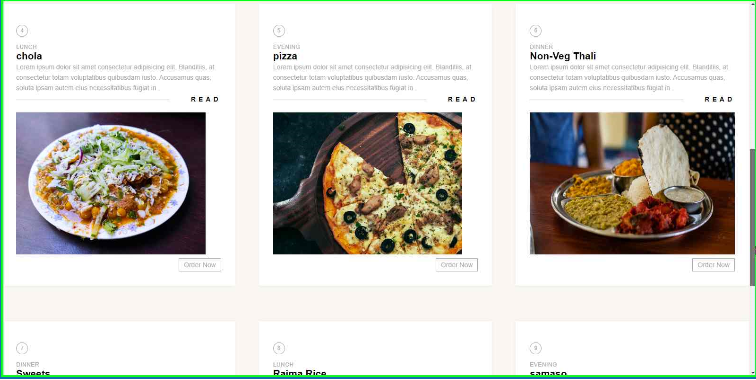 4
LUNCH
chola
Lorem ipsum dolor sit amet consectetur adipisicing elit. Blanditiis, at
consectetur totam voluptatibus quibusdam iusto. Accusamus quas,
soluta ipsam autem eius necessitatibus fugiat in .
READ
Order Now
5
EVENING
pizza
Lorem ipsum dolor sit amet consectetur adipisicing elit. Blanditiis, at
consectetur totam voluptatibus quibusdam iusto. Accusamus quas,
soluta ipsam autem eius necessitatibus fugiat in .
READ
Order Now
6
DINNER
Non-Veg Thali
Lorem ipsum dolor sit amet consectetur adipisicing elit. Blanditiis, at
consectetur totam voluptatibus quibusdam iusto. Accusamus quas,
soluta ipsam autem eius necessitatibus fugiat in .
READ
Order Now
7
DINNER
Sweets
8
LUNCH
Rajma Rice
9
EVENING
samaso